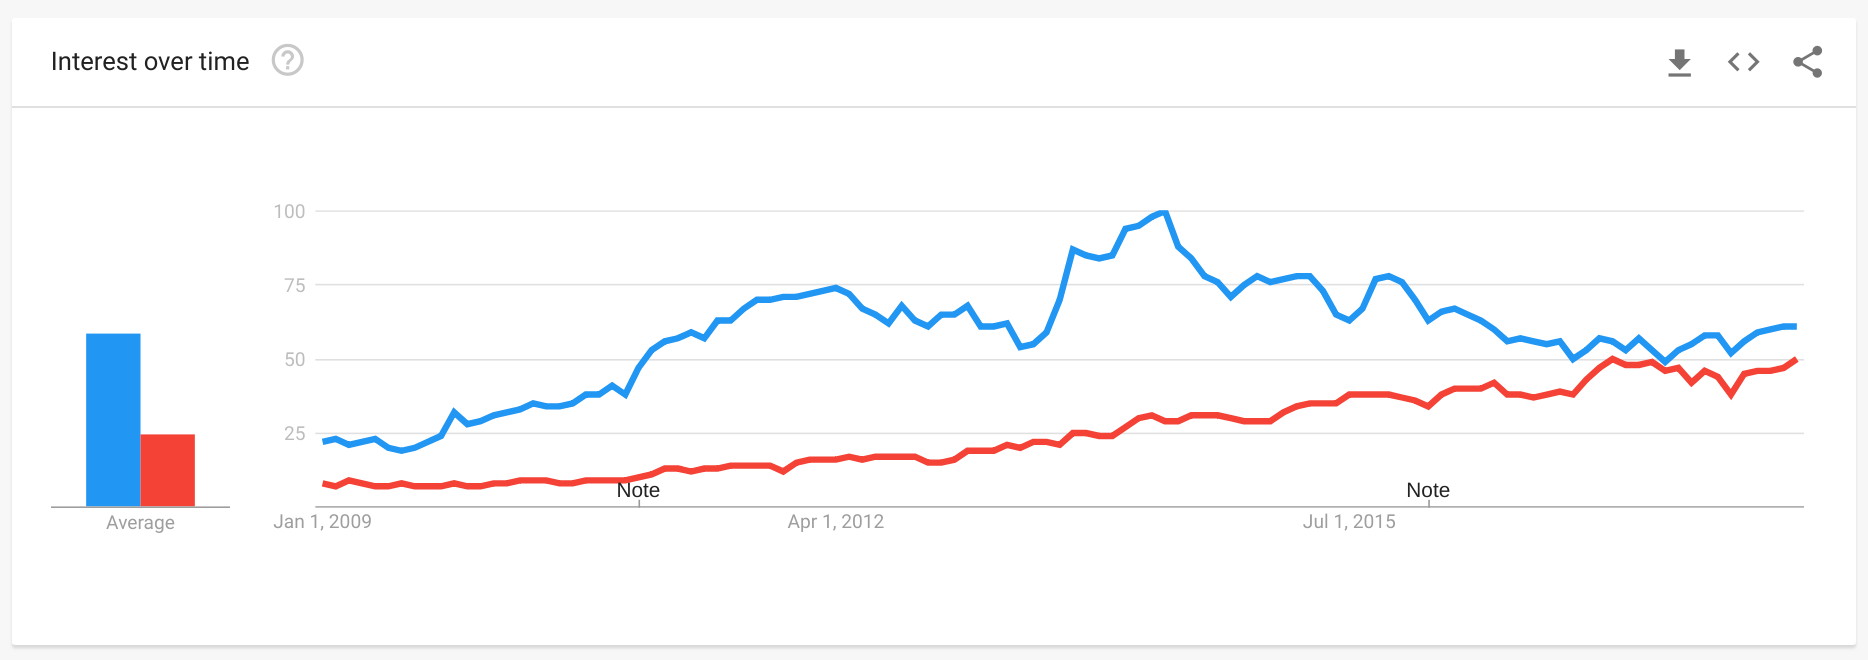 Interest over time ?
100
75
50
25
Note Note
Average Jan 1, 2009 Apr 1, 2012 Jul 1, 2015